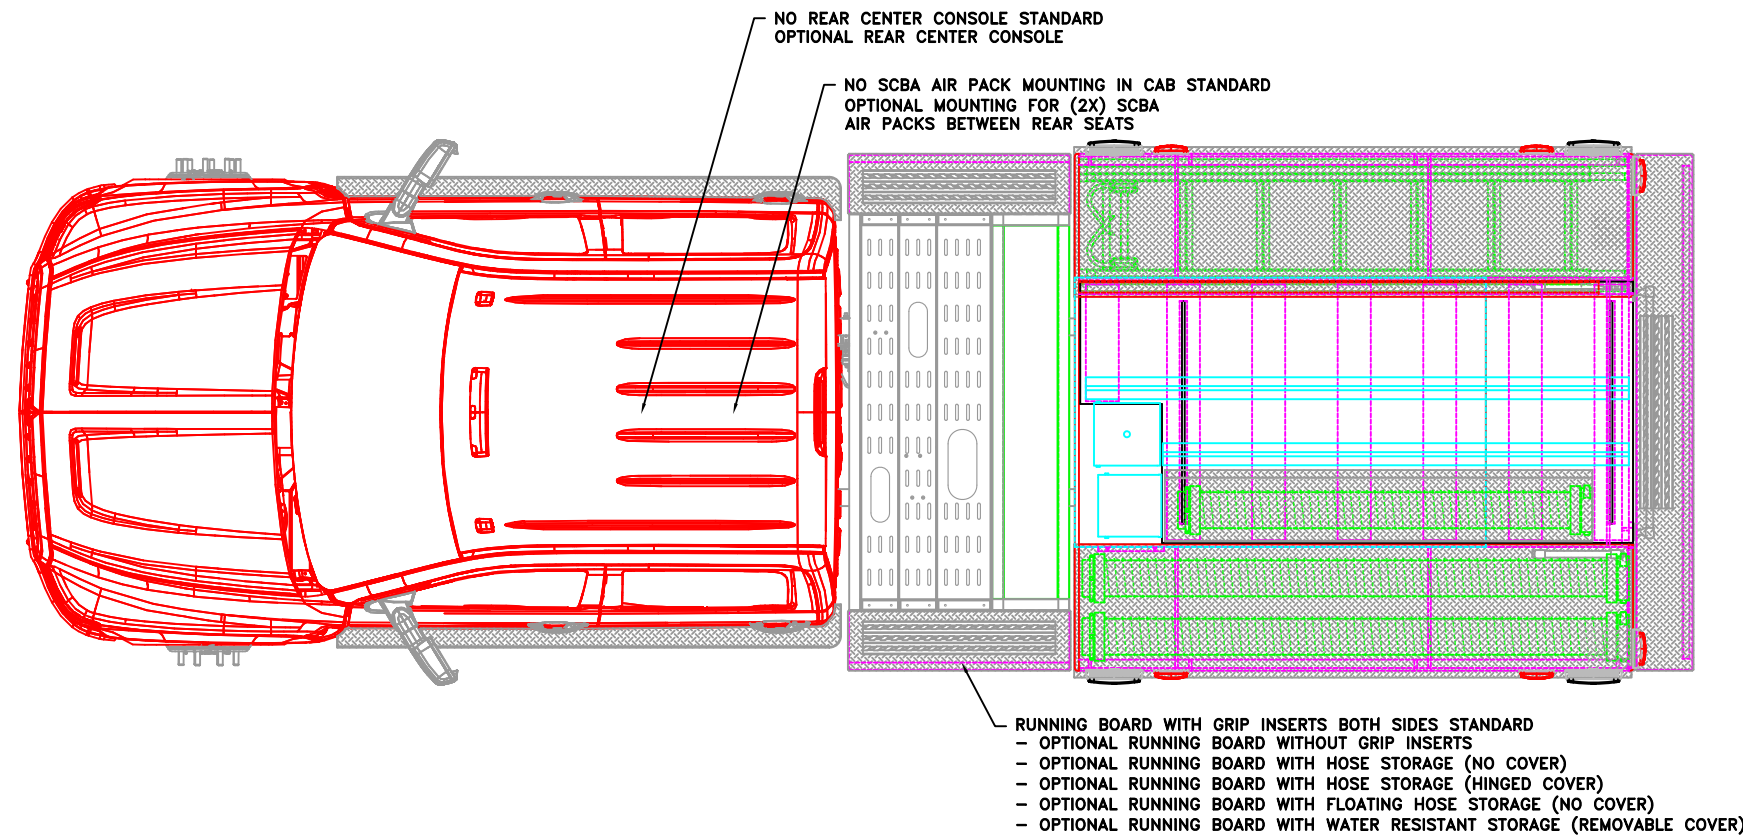 NO REAR CENTER CONSOLE STANDARD
OPTIONAL REAR CENTER CONSOLE
NO SCBA AIR PACK MOUNTING IN CAB STANDARD
OPTIONAL MOUNTING FOR (2X) SCBA
AIR PACKS BETWEEN REAR SEATS
RUNNING BOARD WITH GRIP INSERTS BOTH SIDES STANDARD
- OPTIONAL RUNNING BOARD WITHOUT GRIP INSERTS
- OPTIONAL RUNNING BOARD WITH HOSE STORAGE (NO COVER)
- OPTIONAL RUNNING BOARD WITH HOSE STORAGE (HINGED COVER)
- OPTIONAL RUNNING BOARD WITH FLOATING HOSE STORAGE (NO COVER)
- OPTIONAL RUNNING BOARD WITH WATER RESISTANT STORAGE (REMOVABLE COVER)